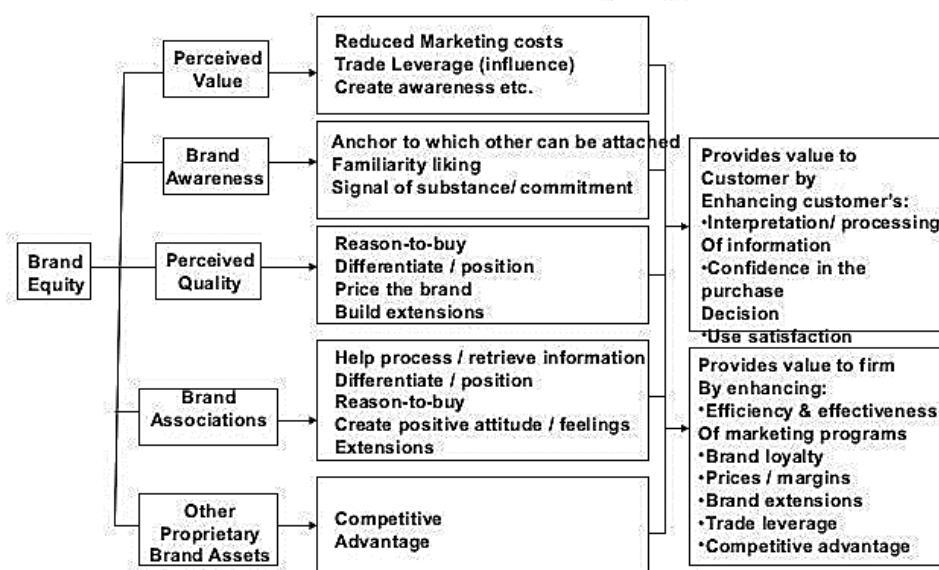 Perceived
Value
Reduced Marketing costs
Trade Leverage (influence)
Create awareness etc.
Brand
Awareness
Anchor to which other can be attached
Familiarity liking
Signal of substance/ commitment
Brand
Equity
Perceived
Quality
Reason-to-buy
Differentiate / position
Price the brand
Build extensions
Brand
Associations
Help process / retrieve information
Differentiate / position
Reason-to-buy
Create positive attitude / feelings
Extensions
Other
Proprietary
Brand Assets
Competitive
Advantage
Provides value to
Customer by
Enhancing customer's:
•Interpretation/ processing
Of information
•Confidence in the
purchase
Decision
•Use satisfaction
Provides value to firm
By enhancing:
•Efficiency & effectiveness
Of marketing programs
•Brand loyalty
•Prices / margins
•Brand extensions
•Trade leverage
•Competitive advantage